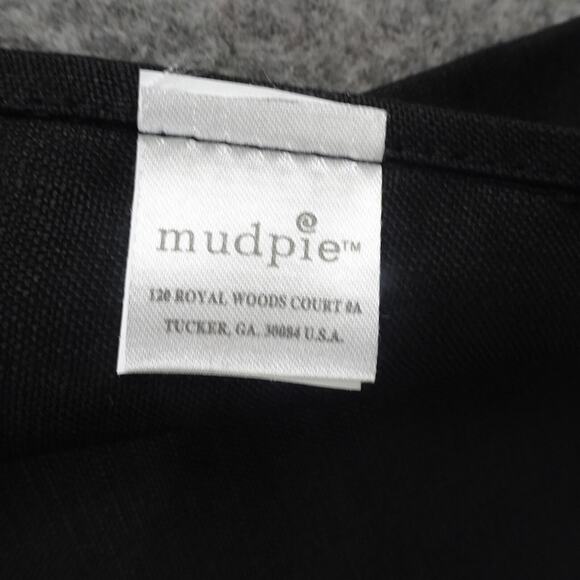 mudpie™
120 ROYAL WOODS COURT #A
TUCKER, GA. 30084 U.S.A.